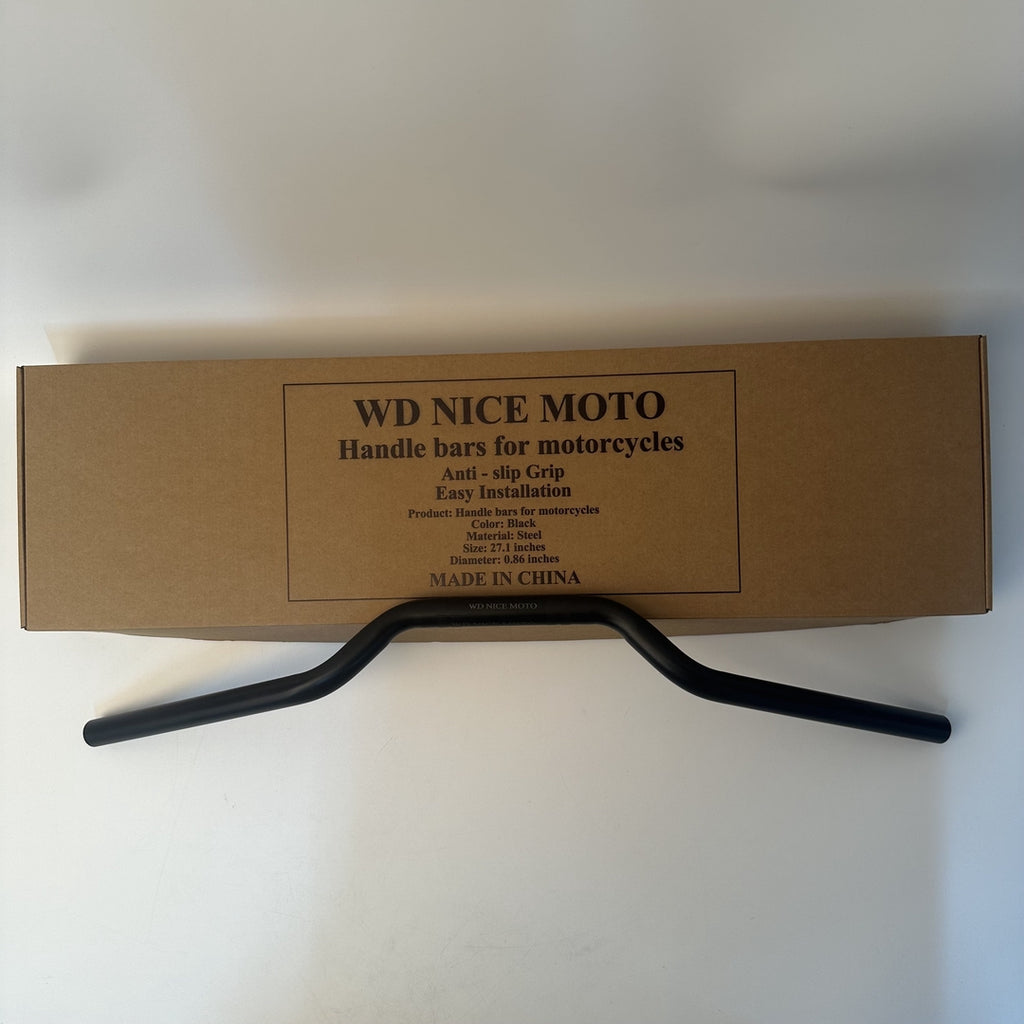 WD NICE MOTO
Handle bars for motorcycles
Anti - slip Grip
Easy Installation
Product: Handle bars for motorcycles
Color: Black
Material: Steel
Size: 27.1 inches
Diameter: 0.86 inches
MADE IN CHINA
WD NICE MOTO